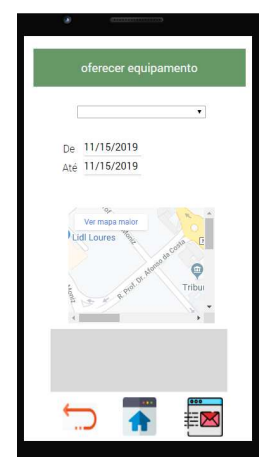 oferecer equipamento
De 11/15/2019
Até 11/15/2019
Ver mapa maior
Lidl Loures
R. Prof. Dr. Afonso da Costa
Tribu